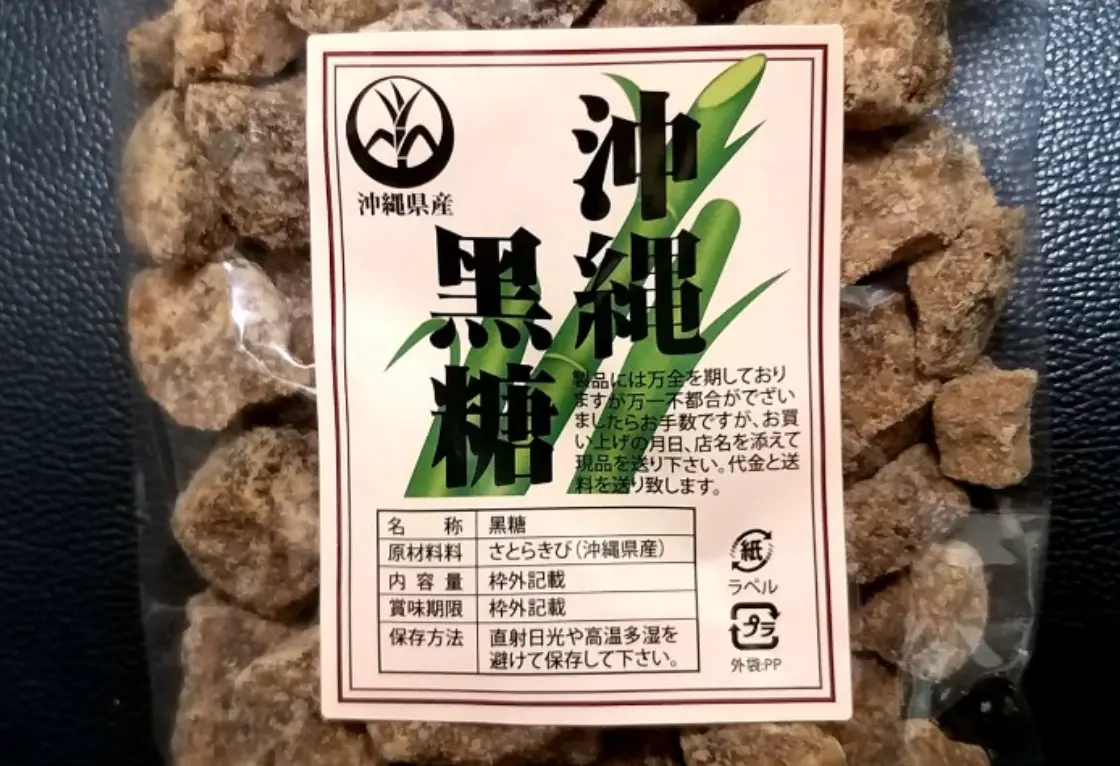 沖縄県産
沖縄
黒糖
製品には万全を期しており
ますが万一不都合がでざい
ましたらお手数ですが、お買
い上げの月日、店名を添えて
現品を送り下さい。代金と送
料を送り致します。
名称 黒糖
原材料料 さとらきび(沖縄県産)
内容量 枠外記載
賞味期限 枠外記載
保存方法 直射日光や高温多湿を
避けて保存して下さい。
紙
ラベル
プラ
外袋:PP